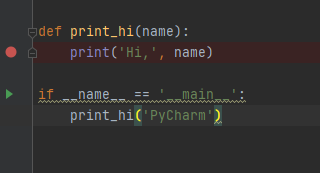 def print_hi(name):
    print('Hi,', name)
if __name__ == '__main__':
    print_hi('PyCharm')